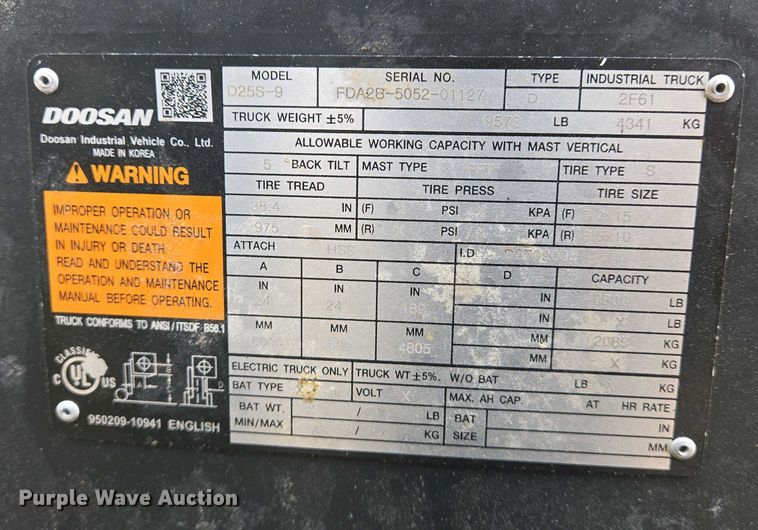 MODEL SERIAL NO. TYPE INDUSTRIAL TRUCK
D25S-9 FDA2B-5052-01127 D 2F61
DOOSAN
Doosan Industrial Vehicle Co., Ltd.
MADE IN KOREA
WARNING
IMPROPER OPERATION OR
MAINTENANCE COULD RESULT
IN INJURY OR DEATH.
READ AND UNDERSTAND THE
OPERATION AND MAINTENANCE
MANUAL BEFORE OPERATING.
TRUCK CONFORMS TO ANSI/ITSDF B56.1
CLASSIFIED
C UL US
950209-10941 ENGLISH
TRUCK WEIGHT ±5% LB 4341 KG
ALLOWABLE WORKING CAPACITY WITH MAST VERTICAL
5 ° BACK TILT MAST TYPE TIRE TYPE S
TIRE TREAD TIRE PRESS TIRE SIZE
38.4 IN (F) PSI KPA (F)
975 MM (R) PSI KPA (R)
ATTACH HSS I.D
A B C D CAPACITY
IN IN IN IN LB
24 IN LB
MM MM MM MM 2085 KG
4805 MM X KG
ELECTRIC TRUCK ONLY TRUCK WT ±5%. W/O BAT LB KG
BAT TYPE VOLT MAX. AH CAP. AT HR RATE
BAT WT. / / LB BAT IN
MIN/MAX / / KG SIZE MM
Purple Wave Auction